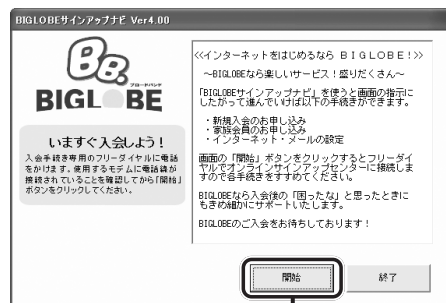 BIGLOBEサインアップナビ Ver4.00
BB.
ブロードバンド
BIGLOBE
いますぐ入会しよう！
入会手続き専用のフリーダイヤルに電話
をかけます。使用するモデムに電話線が
接続されていることを確認してから「開始」
ボタンをクリックしてください。
<<インターネットをはじめるなら BIGLOBE!>>
～BIGLOBEなら楽しいサービス！盛りだくさん～
「BIGLOBEサインアップナビ」を使うと画面の指示に
したがって進んでいけば以下の手続きができます。
・新規入会のお申し込み
・家族会員のお申し込み
・インターネット・メールの設定
画面の「開始」ボタンをクリックするとフリーダイ
ヤルでオンラインサインアップセンターに接続しま
すので各手続きをすすめてください。
BIGLOBEなら入会後の「困ったな」と思ったときに
もきめ細かにサポートいたします。
BIGLOBEのご入会をお待ちしております！
開始
終了